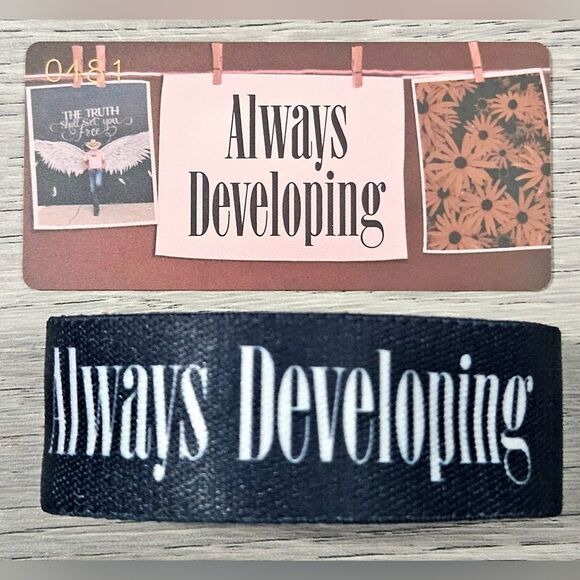 0481
THE TRUTH
shall set you
free
Always
Developing
Always Developing